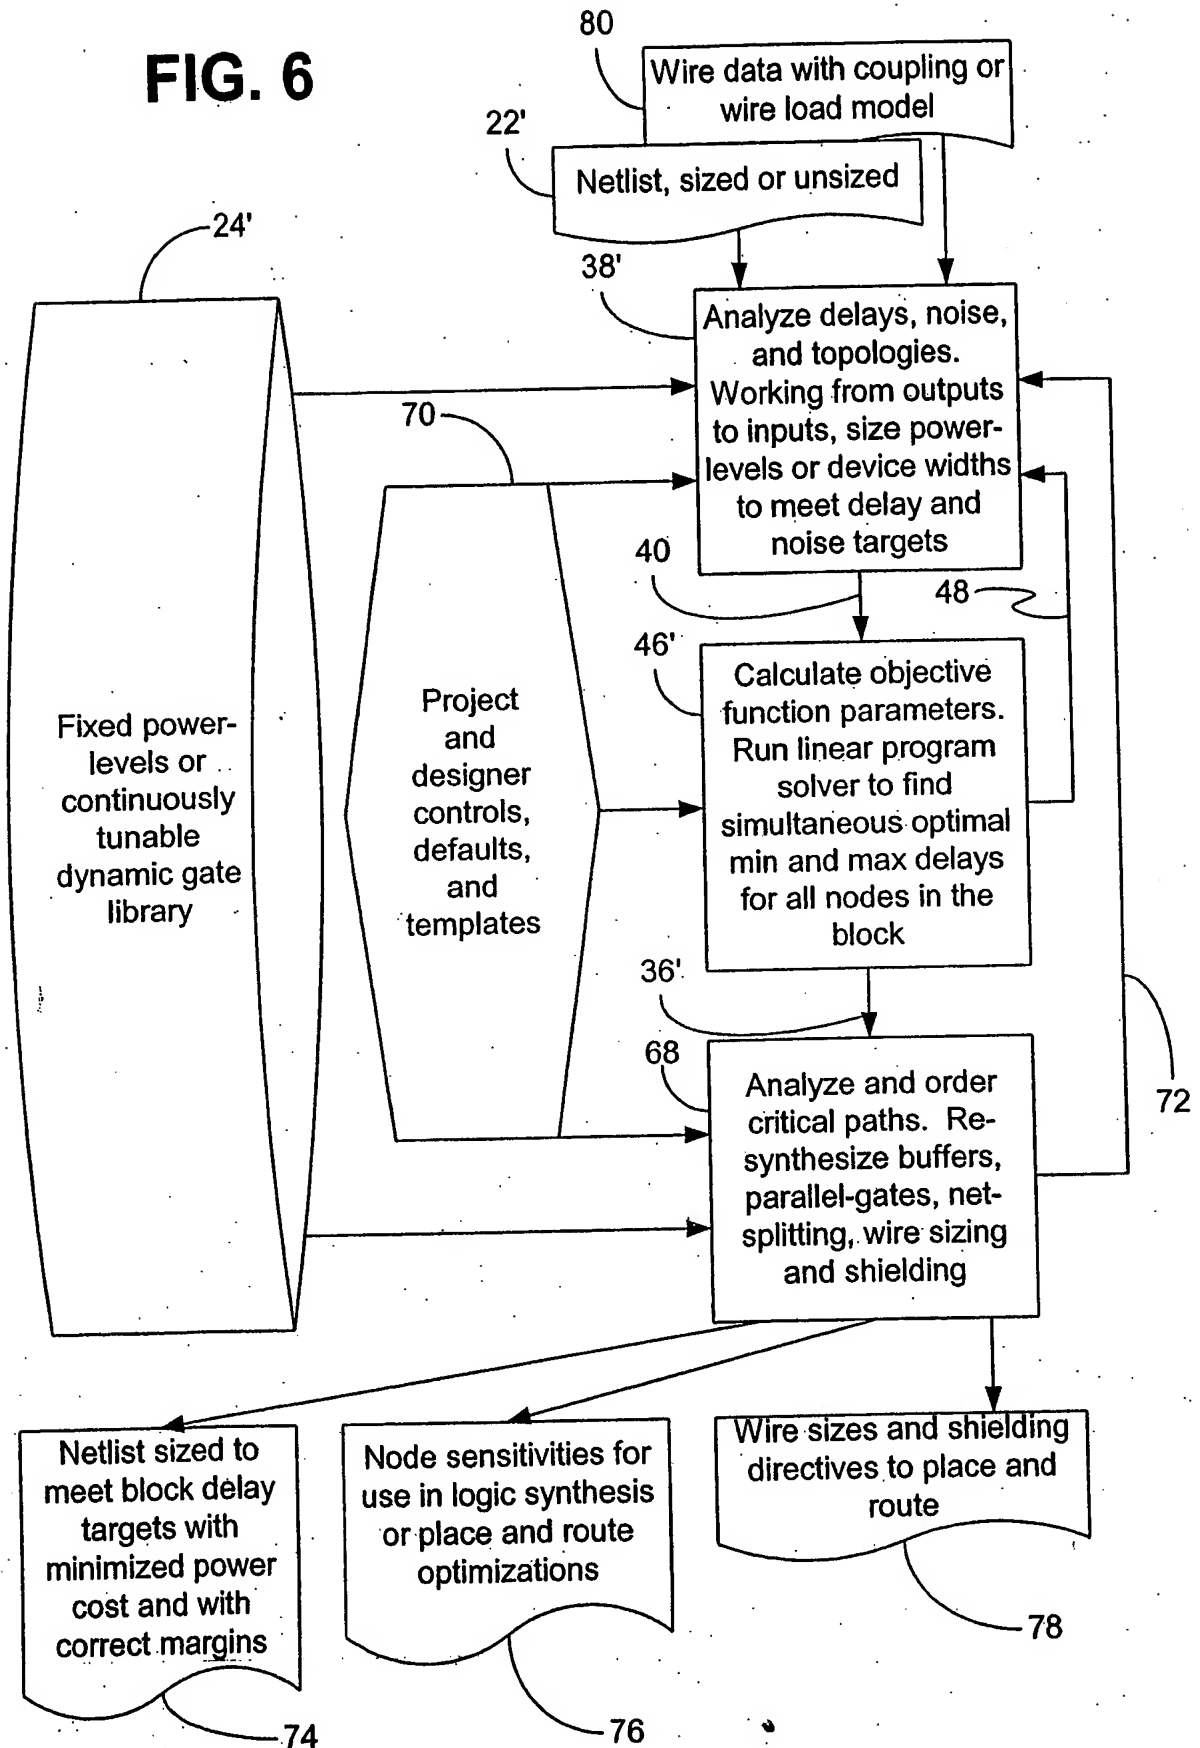 FIG. 6
80
Wire data with coupling or
wire load model
22'
Netlist, sized or unsized
24'
38'
Analyze delays, noise,
and topologies.
Working from outputs
to inputs, size power-
levels or device widths
to meet delay and
noise targets
70
40
48
46'
Calculate objective
function parameters.
Run linear program
solver to find
simultaneous optimal
min and max delays
for all nodes in the
block
Fixed power-
levels or
continuously
tunable
dynamic gate
library
Project
and
designer
controls,
defaults,
and
templates
36'
68
Analyze and order
critical paths. Re-
synthesize buffers,
parallel-gates, net-
splitting, wire sizing
and shielding
72
Netlist sized to
meet block delay
targets with
minimized power
cost and with
correct margins
Node sensitivities for
use in logic synthesis
or place and route
optimizations
Wire sizes and shielding
directives to place and
route
78
74
76